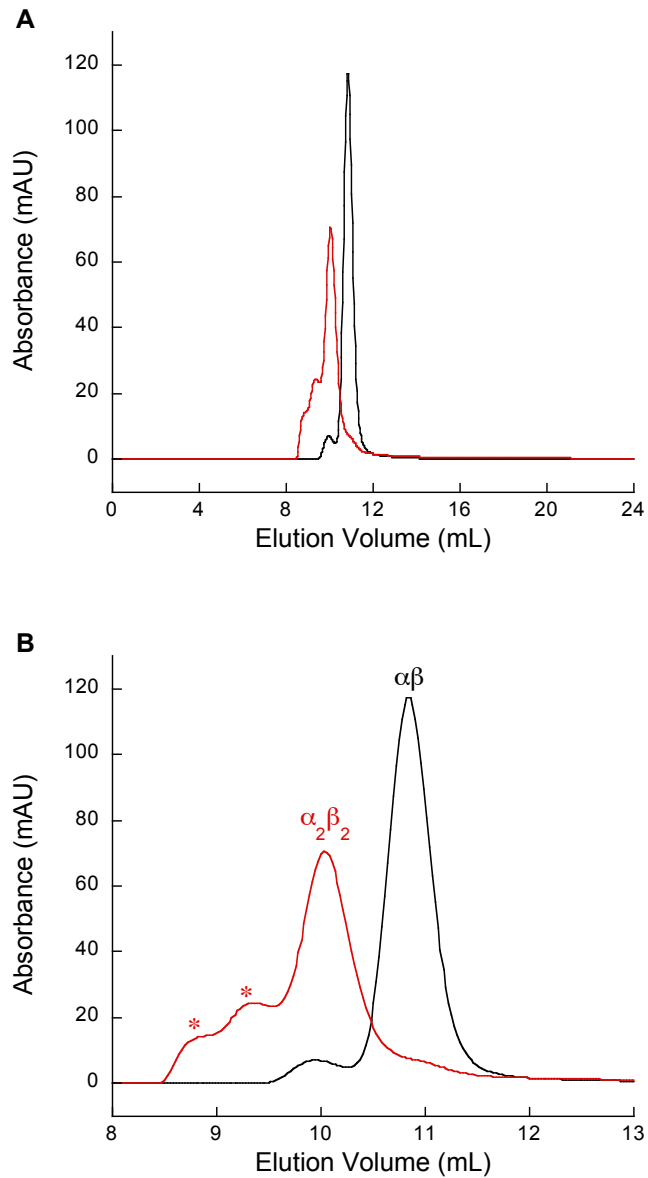 A
120
100
80
60
40
20
0
Absorbance (mAU)
0 4 8 12 16 20 24
Elution Volume (mL)
B
αβ
120
100
80
α₂β₂
60
40
* *
20
0
Absorbance (mAU)
8 9 10 11 12 13
Elution Volume (mL)